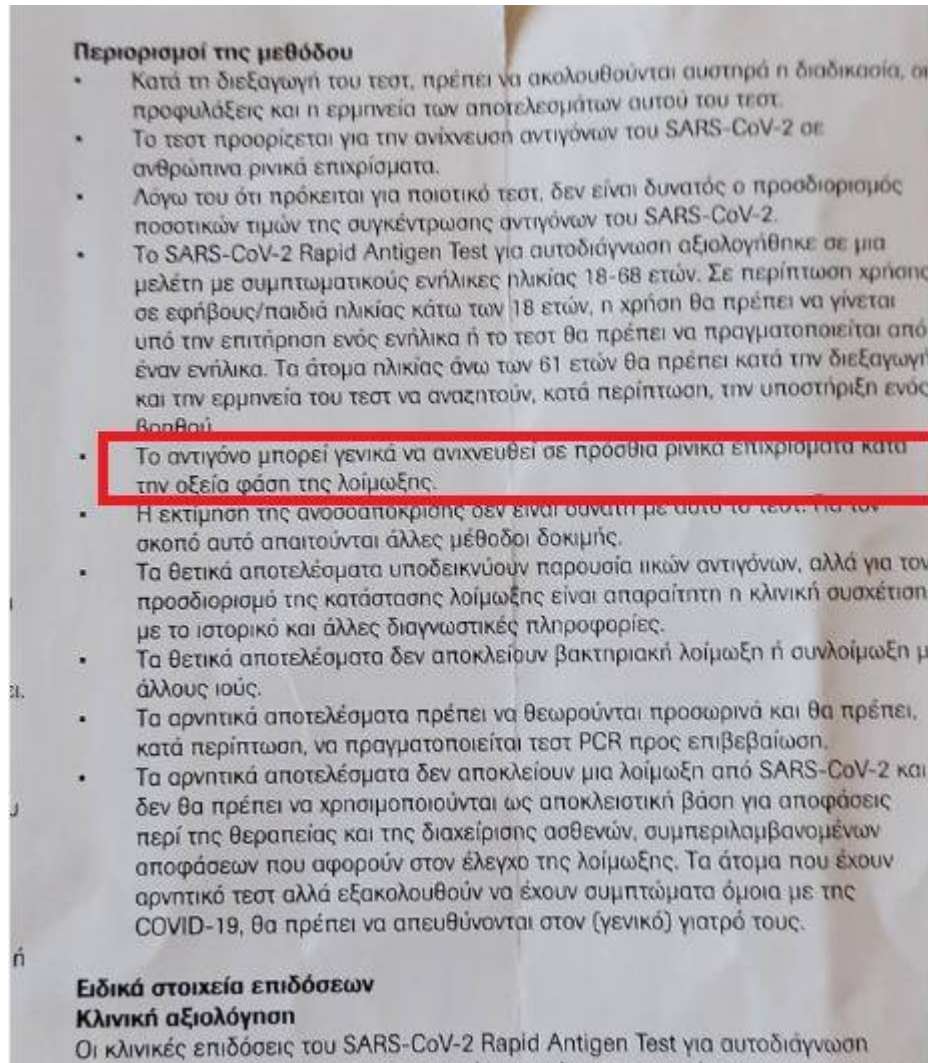 Περιορισμοί της μεθόδου
• Κατά τη διεξαγωγή του τεστ, πρέπει να ακολουθούνται αυστηρά η διαδικασία, οι
προφυλάξεις και η ερμηνεία των αποτελεσμάτων αυτού του τεστ.
• Το τεστ προορίζεται για την ανίχνευση αντιγόνων του SARS-CoV-2 σε
ανθρώπινα ρινικά επιχρίσματα.
• Λόγω του ότι πρόκειται για ποιοτικό τεστ, δεν είναι δυνατός ο προσδιορισμός
ποσοτικών τιμών της συγκέντρωσης αντιγόνων του SARS-CoV-2.
• Το SARS-CoV-2 Rapid Antigen Test για αυτοδιάγνωση αξιολογήθηκε σε μια
μελέτη με συμπτωματικούς ενήλικες ηλικίας 18-68 ετών. Σε περίπτωση χρήσης
σε εφήβους/παιδιά ηλικίας κάτω των 18 ετών, η χρήση θα πρέπει να γίνεται
υπό την επιτήρηση ενός ενήλικα ή το τεστ θα πρέπει να πραγματοποιείται από
έναν ενήλικα. Τα άτομα ηλικίας άνω των 61 ετών θα πρέπει κατά την διεξαγωγή
και την ερμηνεία του τεστ να αναζητούν, κατά περίπτωση, την υποστήριξη ενός
βοηθού.
• Το αντιγόνο μπορεί γενικά να ανιχνευθεί σε πρόσθια ρινικά επιχρίσματα κατά
την οξεία φάση της λοίμωξης.
• Η εκτίμηση της ανοσοαπόκρισης δεν είναι δυνατή με αυτό το τεστ. Για τον
σκοπό αυτό απαιτούνται άλλες μέθοδοι δοκιμής.
• Τα θετικά αποτελέσματα υποδεικνύουν παρουσία ιικών αντιγόνων, αλλά για τον
προσδιορισμό της κατάστασης λοίμωξης είναι απαραίτητη η κλινική συσχέτιση
με το ιστορικό και άλλες διαγνωστικές πληροφορίες.
• Τα θετικά αποτελέσματα δεν αποκλείουν βακτηριακή λοίμωξη ή συνλοίμωξη μ
άλλους ιούς.
• Τα αρνητικά αποτελέσματα πρέπει να θεωρούνται προσωρινά και θα πρέπει,
κατά περίπτωση, να πραγματοποιείται τεστ PCR προς επιβεβαίωση.
• Τα αρνητικά αποτελέσματα δεν αποκλείουν μια λοίμωξη από SARS-CoV-2 και
δεν θα πρέπει να χρησιμοποιούνται ως αποκλειστική βάση για αποφάσεις
περί της θεραπείας και της διαχείρισης ασθενών, συμπεριλαμβανομένων
αποφάσεων που αφορούν στον έλεγχο της λοίμωξης. Τα άτομα που έχουν
αρνητικό τεστ αλλά εξακολουθούν να έχουν συμπτώματα όμοια με της
COVID-19, θα πρέπει να απευθύνονται στον (γενικό) γιατρό τους.
Ειδικά στοιχεία επιδόσεων
Κλινική αξιολόγηση
Οι κλινικές επιδόσεις του SARS-CoV-2 Rapid Antigen Test για αυτοδιάγνωση